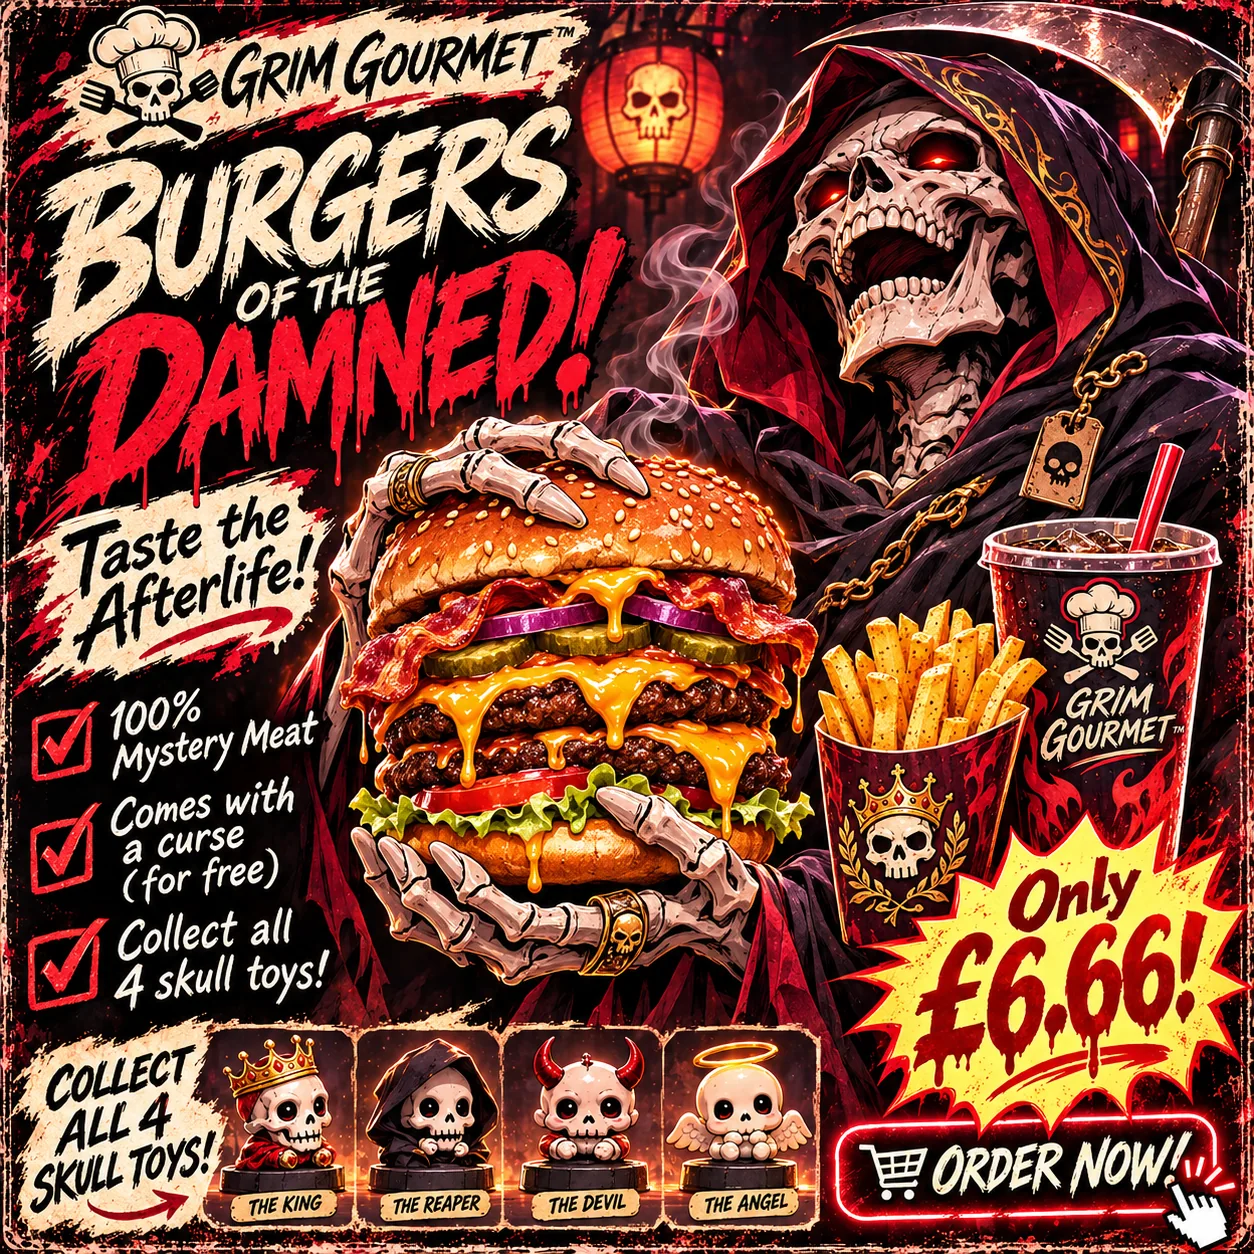 GRIM GOURMET™
BURGERS
OF THE
DAMNED!
Taste the
Afterlife!
100%
Mystery Meat
Comes with
a curse
(for free)
Collect all
4 skull toys!
GRIM
GOURMET™
Only
£6.66!
COLLECT
ALL 4
SKULL TOYS!
THE KING
THE REAPER
THE DEVIL
THE ANGEL
ORDER NOW!